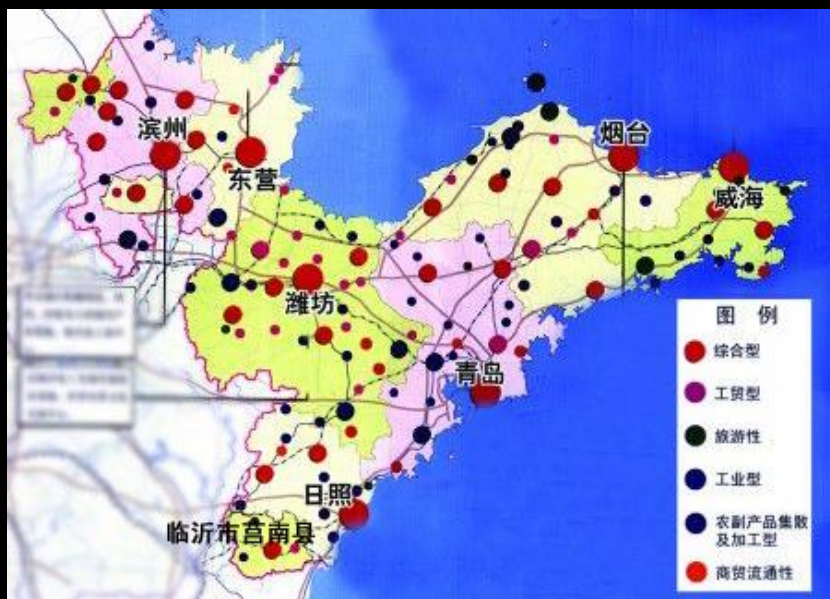 滨州
东营
烟台
威海
潍坊
青岛
日照
临沂市莒南县
图 例
综合型
工贸型
旅游性
工业型
农副产品集散
及加工型
商贸流通性